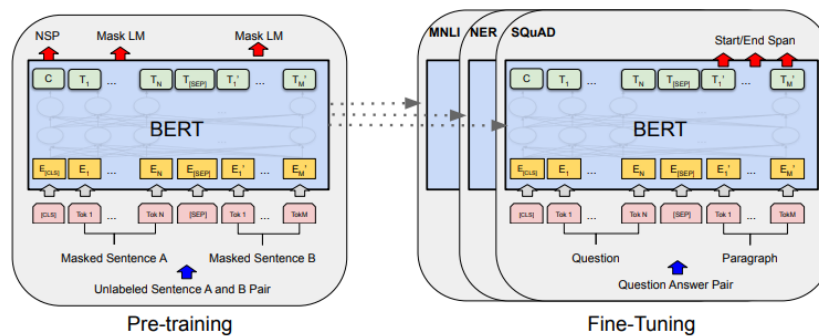 NSP Mask LM Mask LM
C T1 ... TN T[SEP] T1' ... TM'
BERT
E[CLS] E1 ... EN E[SEP] E1' ... EM'
[CLS] Tok 1 ... Tok N [SEP] Tok 1 ... TokM
Masked Sentence A Masked Sentence B
Unlabeled Sentence A and B Pair
Pre-training
MNLI NER SQuAD
Start/End Span
C T1 ... TN T[SEP] T1' ... TM'
BERT
E[CLS] E1 ... EN E[SEP] E1' ... EM'
[CLS] Tok 1 ... Tok N [SEP] Tok 1 ... TokM
Question Paragraph
Question Answer Pair
Fine-Tuning